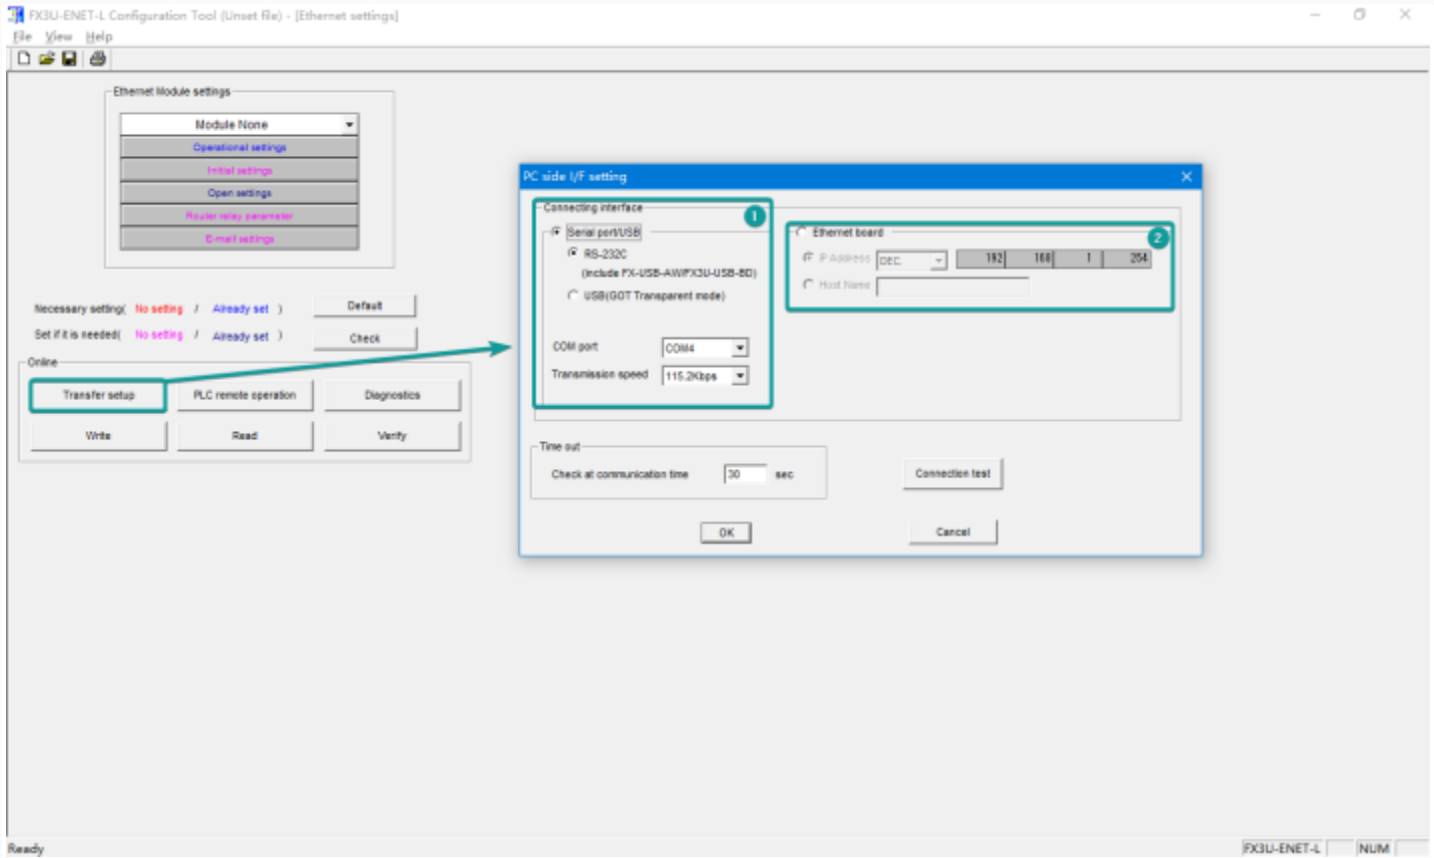 FX3U-ENET-L Configuration Tool (Unset file) - [Ethernet settings]
File View Help
Ethernet Module settings
Module None
Operational settings
Initial settings
Open settings
Router relay parameter
E-mail settings
Necessary setting( No setting / Already set )
Default
Set if it is needed( No setting / Already set )
Check
Online
Transfer setup
PLC remote operation
Diagnostics
Write
Read
Verify
PC side I/F setting
Connecting interface
1
Serial port/USB
RS-232C
(include FX-USB-AW/FX3U-USB-BD)
USB(GOT Transparent mode)
COM port
COM4
Transmission speed
115.2Kbps
Ethernet board
2
IP Address
DEC.
192 168 1 254
Host Name
Time out
Check at communication time
30 sec
Connection test
OK
Cancel
Ready
FX3U-ENET-L
NUM